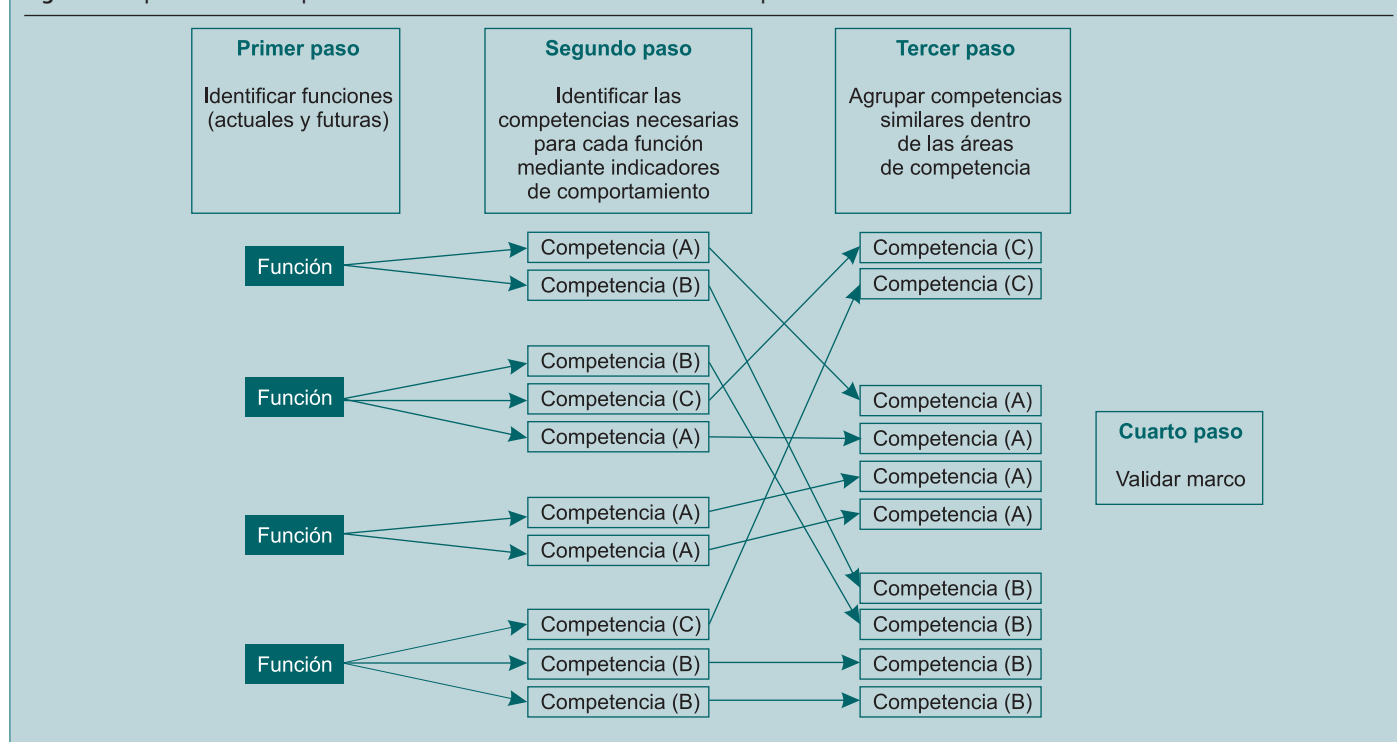 Primer paso
Identificar funciones
(actuales y futuras)
Segundo paso
Identificar las
competencias necesarias
para cada función
mediante indicadores
de comportamiento
Tercer paso
Agrupar competencias
similares dentro
de las áreas
de competencia
Función
Competencia (A)
Competencia (B)
Función
Competencia (B)
Competencia (C)
Competencia (A)
Función
Competencia (A)
Competencia (A)
Función
Competencia (C)
Competencia (B)
Competencia (B)
Competencia (C)
Competencia (C)
Competencia (A)
Competencia (A)
Competencia (A)
Competencia (A)
Competencia (B)
Competencia (B)
Competencia (B)
Competencia (B)
Cuarto paso
Validar marco